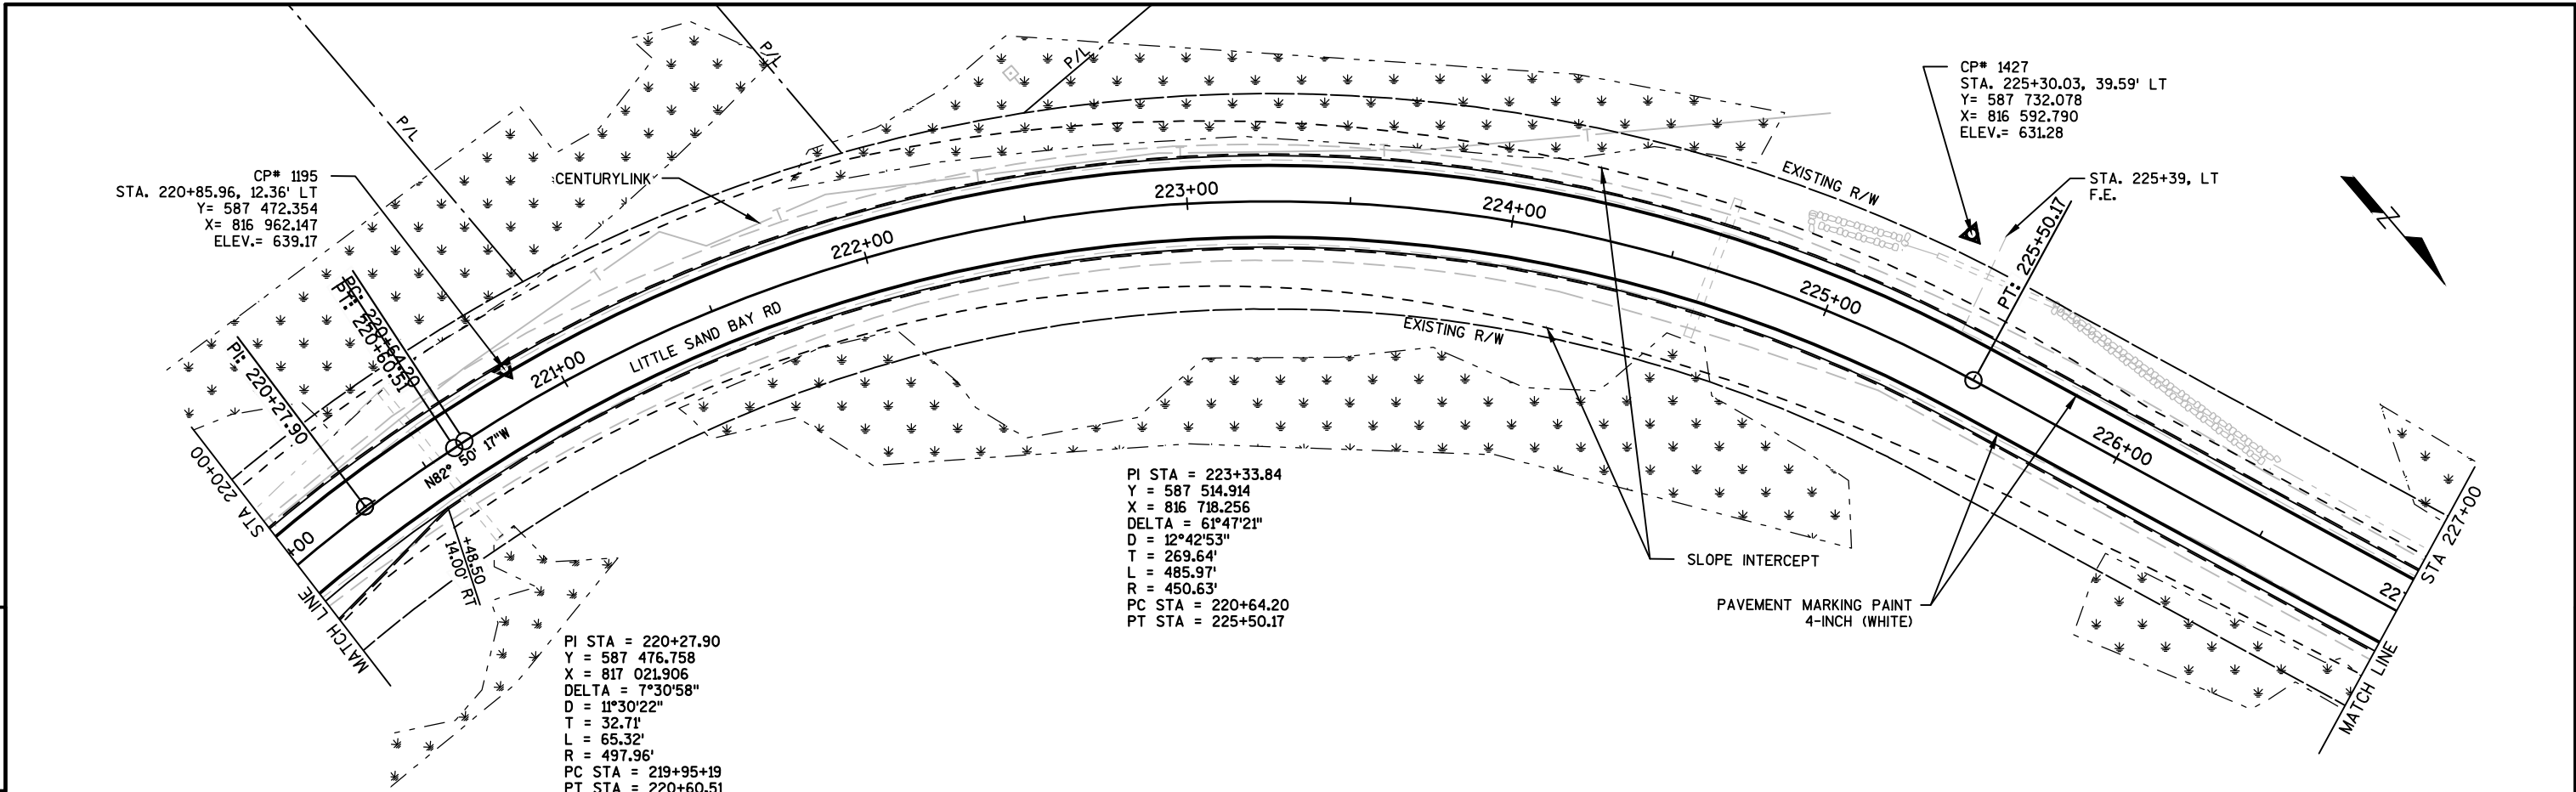 P/L
P/L
P/L
CP# 1427
STA. 225+30.03, 39.59' LT
Y= 587 732.078
X= 816 592.790
ELEV.= 631.28
CP# 1195
STA. 220+85.96, 12.36' LT
Y= 587 472.354
X= 816 962.147
ELEV.= 639.17
CENTURYLINK
EXISTING R/W
STA. 225+39, LT
F.E.
PT: 225+50.17
N
223+00
224+00
222+00
225+00
221+00
226+00
LITTLE SAND BAY RD
EXISTING R/W
PC: 220+64.20
PT: 220+60.51
PI: 220+27.90
N82° 50' 17"W
STA 220+00
+00
MATCH LINE
+48.50
14.00' RT
PI STA = 223+33.84
Y = 587 514.914
X = 816 718.256
DELTA = 61°47'21"
D = 12°42'53"
T = 269.64'
L = 485.97'
R = 450.63'
PC STA = 220+64.20
PT STA = 225+50.17
SLOPE INTERCEPT
PAVEMENT MARKING PAINT
4-INCH (WHITE)
22
STA 227+00
MATCH LINE
PI STA = 220+27.90
Y = 587 476.758
X = 817 021.906
DELTA = 7°30'58"
D = 11°30'22"
T = 32.71'
L = 65.32'
R = 497.96'
PC STA = 219+95+19
PT STA = 220+60.51